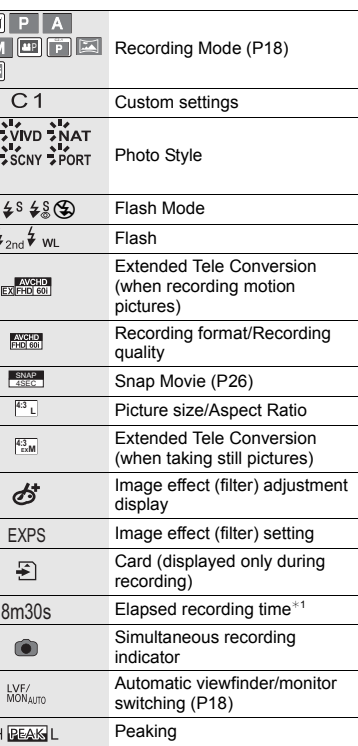 P A
Recording Mode (P18)
C1
Custom settings
VIVD NAT
SCNY PORT
Photo Style
S S
Flash Mode
2nd WL
Flash
Extended Tele Conversion
(when recording motion
pictures)
AVCHD
EX FHD 60i
Recording format/Recording
quality
AVCHD
FHD 60i
SNAP
4SEC
Snap Movie (P26)
4:3 L
Picture size/Aspect Ratio
4:3
EXM
Extended Tele Conversion
(when taking still pictures)
Image effect (filter) adjustment
display
EXPS
Image effect (filter) setting
Card (displayed only during
recording)
8m30s
Elapsed recording time*1
Simultaneous recording
indicator
LVF/
MONAUTO
Automatic viewfinder/monitor
switching (P18)
PEAK L
Peaking